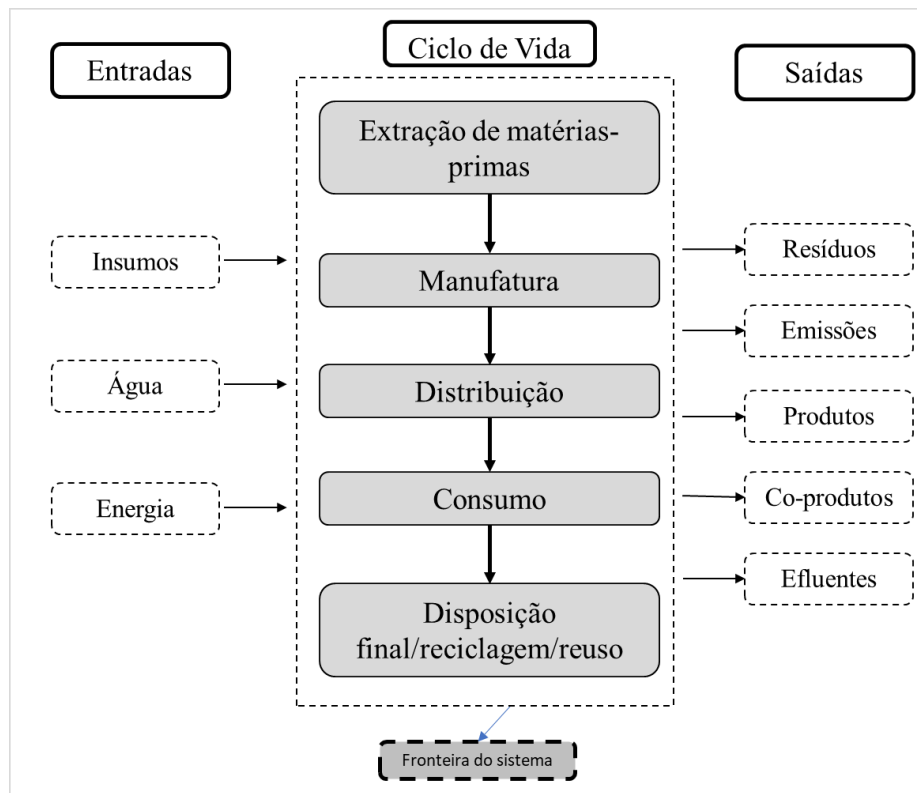 Entradas
Ciclo de Vida
Saídas
Extração de matérias-
primas
Insumos
Manufatura
Resíduos
Emissões
Água
Distribuição
Produtos
Energia
Consumo
Co-produtos
Efluentes
Disposição
final/reciclagem/reuso
Fronteira do sistema